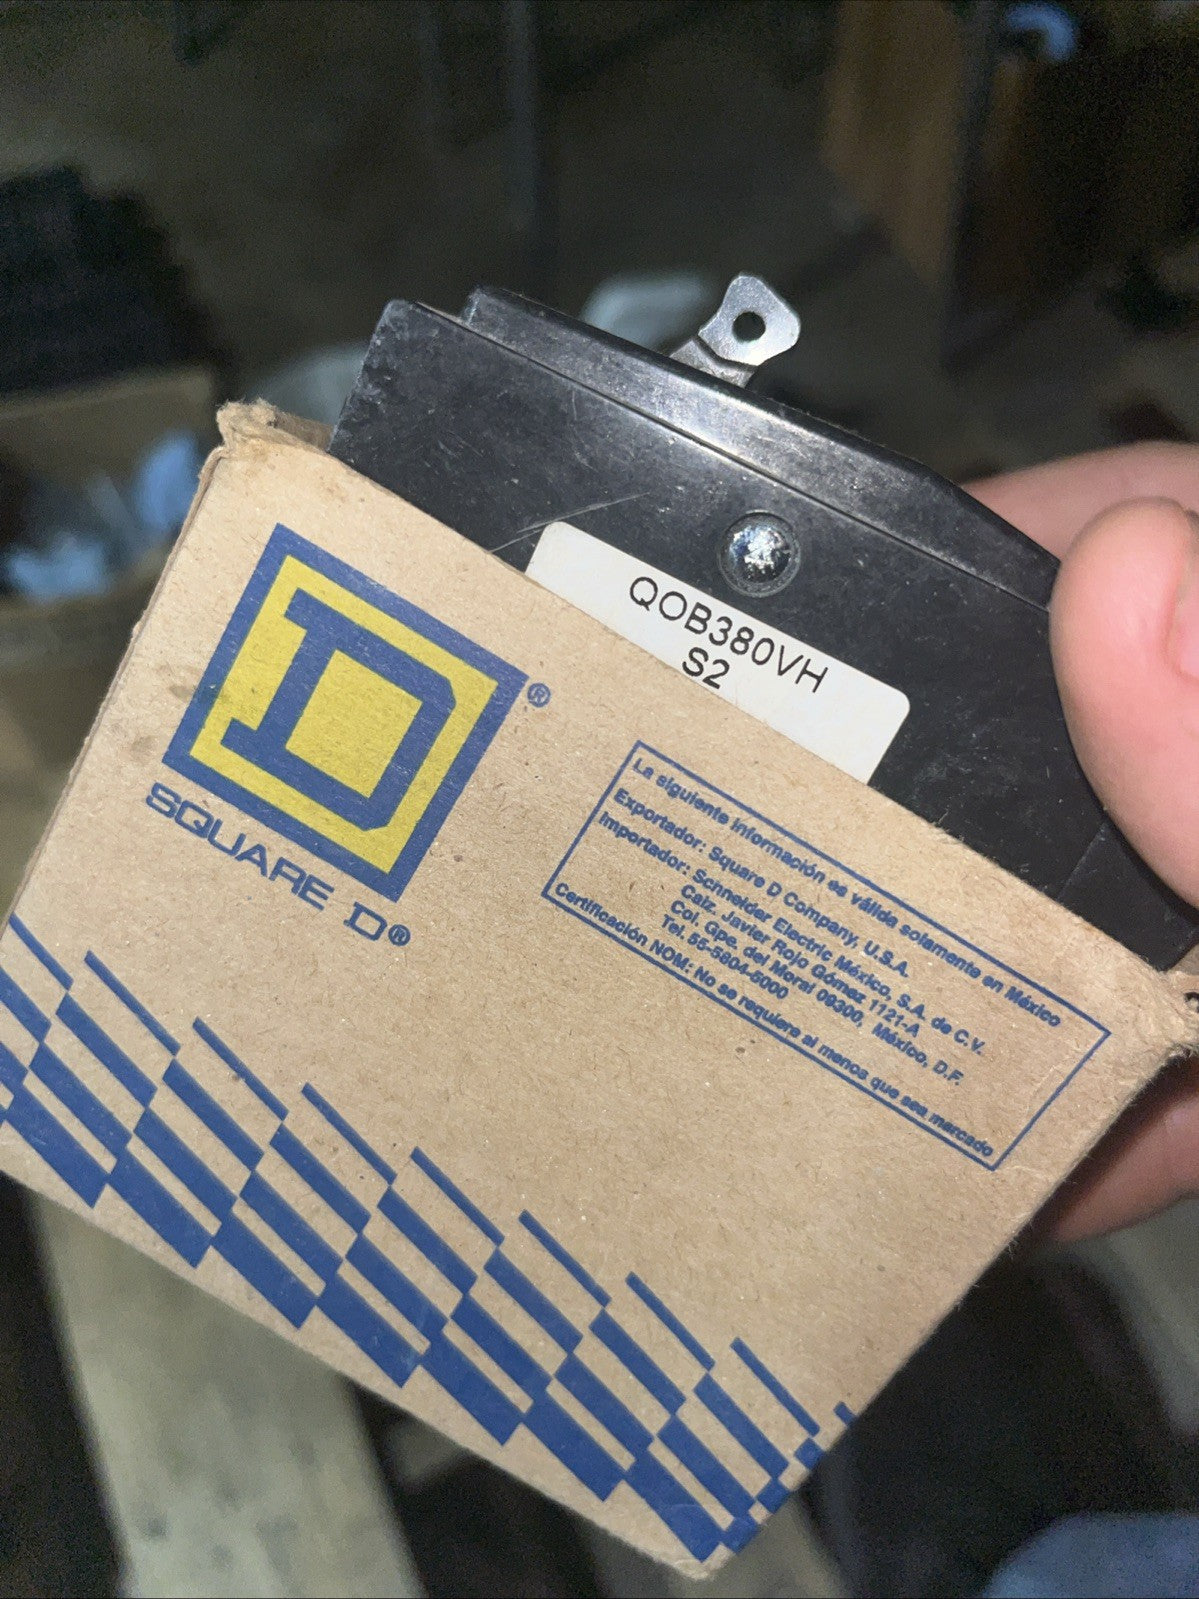 QOB380VH
S2
D®
SQUARE D®
La siguiente información es válida solamente en México
Exportador: Square D Company, U.S.A.
Importador: Schneider Electric México, S.A. de C.V.
Calz. Javier Rojo Gómez 1121-A
Col. Gpe. del Moral 09300, México, D.F.
Tel. 55-5804-5000
Certificación NOM: No se requiere al menos que sea marcado